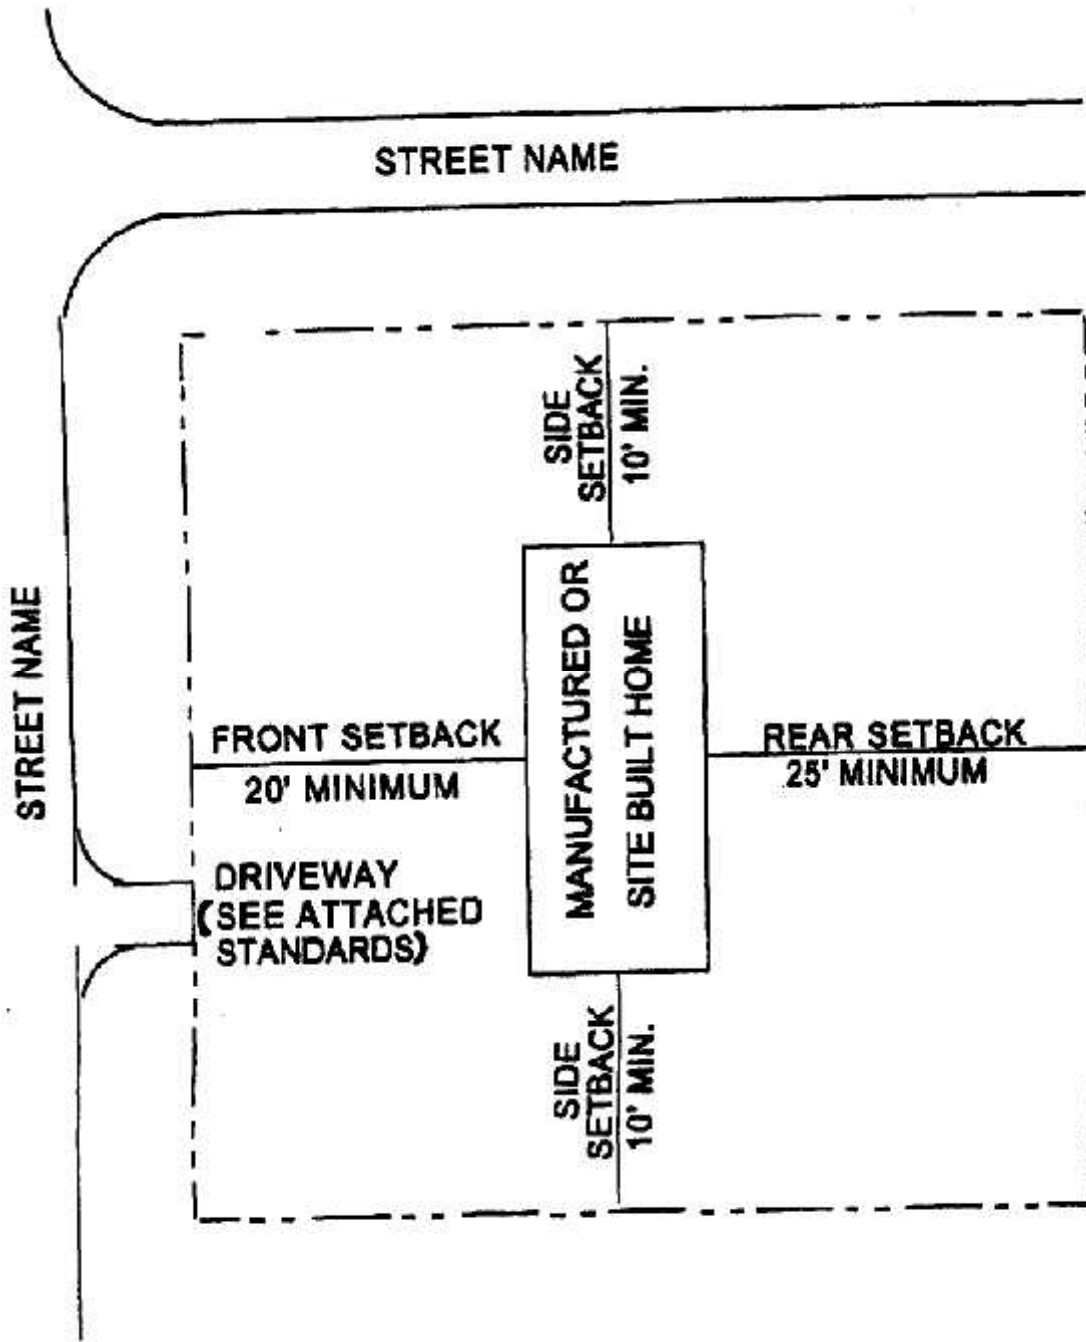 STREET NAME
STREET NAME
SIDE
SETBACK
10' MIN.
MANUFACTURED OR
SITE BUILT HOME
FRONT SETBACK
20' MINIMUM
REAR SETBACK
25' MINIMUM
DRIVEWAY
(SEE ATTACHED
STANDARDS)
SIDE
SETBACK
10' MIN.